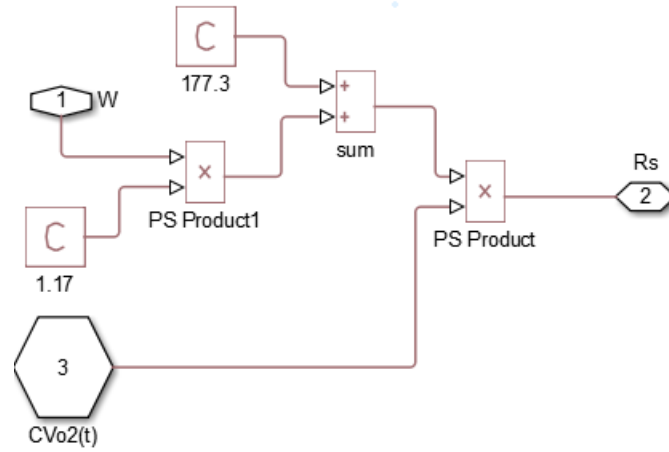 C
177.3
1 W
+
+
sum
×
PS Product1
C
1.17
×
PS Product
Rs
2
3
CVo2(t)